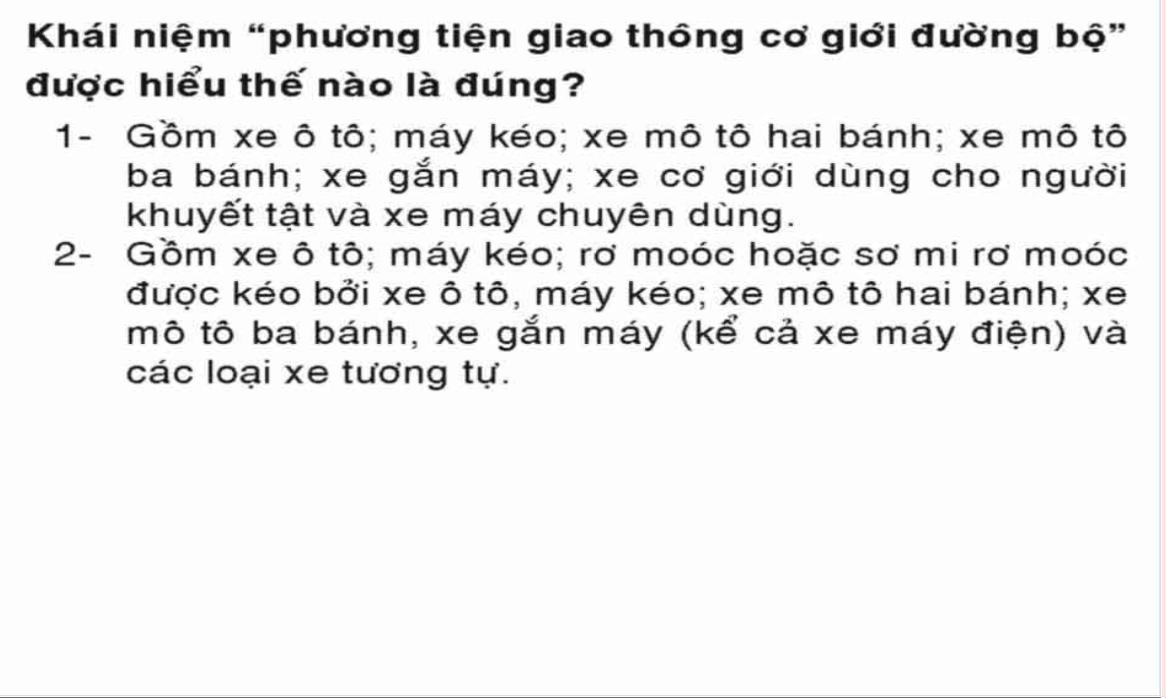 Khái niệm “phương tiện giao thông cơ giới đường bộ”
được hiểu thế nào là đúng?
1- Gồm xe ô tô; máy kéo; xe mô tô hai bánh; xe mô tô
ba bánh; xe gắn máy; xe cơ giới dùng cho người
khuyết tật và xe máy chuyên dùng.
2- Gồm xe ô tô; máy kéo; rơ moóc hoặc sơ mi rơ moóc
được kéo bởi xe ô tô, máy kéo; xe mô tô hai bánh; xe
mô tô ba bánh, xe gắn máy (kể cả xe máy điện) và
các loại xe tương tự.